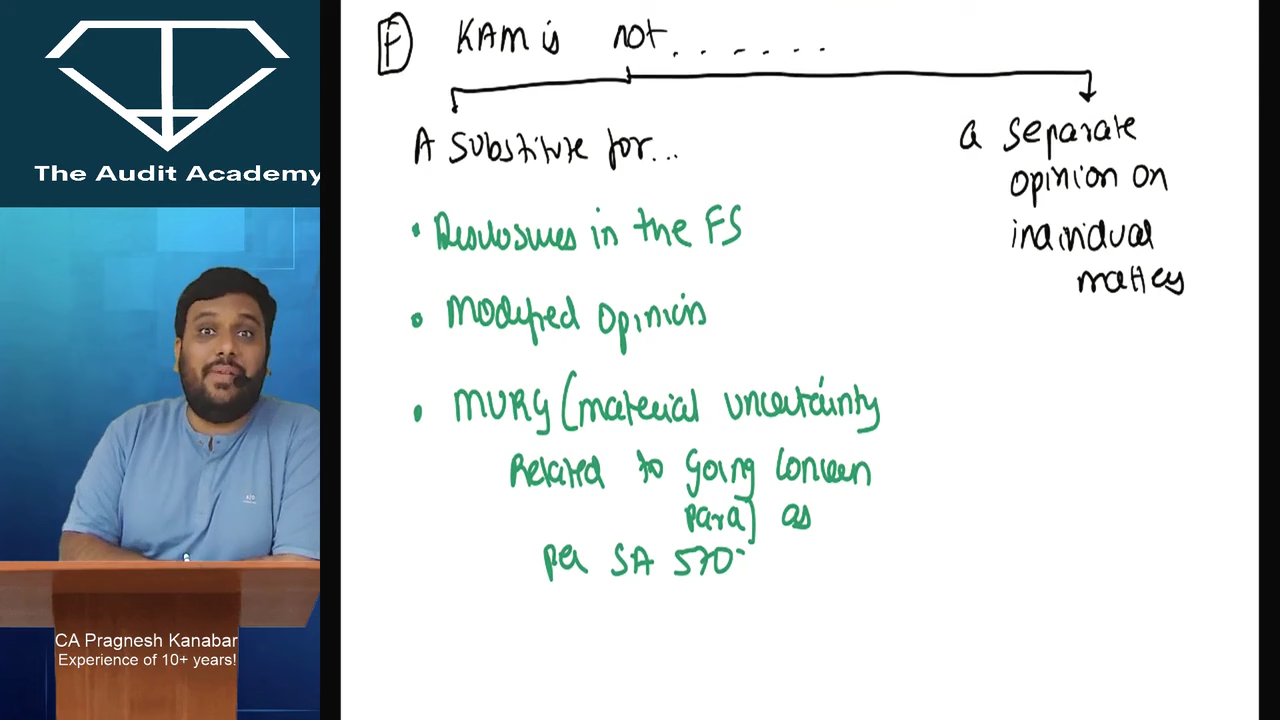 The Audit Academy
CA Pragnesh Kanabar
Experience of 10+ years!
F KAM is not.......
A substitute for...
• Disclosures in the FS
• Modified opinion
• MURG (material uncertainty
Related to Going Concern
para) as
per SA 570
a separate
opinion on
individual
matters